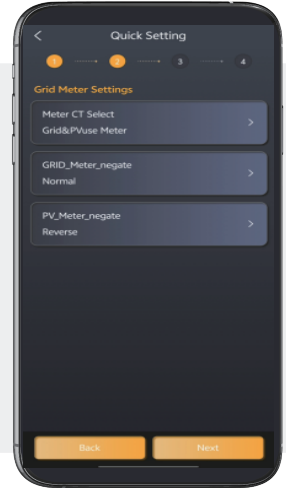 Quick Setting
1 2 3 4
Grid Meter Settings
Meter CT Select
Grid&PVuse Meter
GRID_Meter_negate
Normal
PV_Meter_negate
Reverse
Back Next